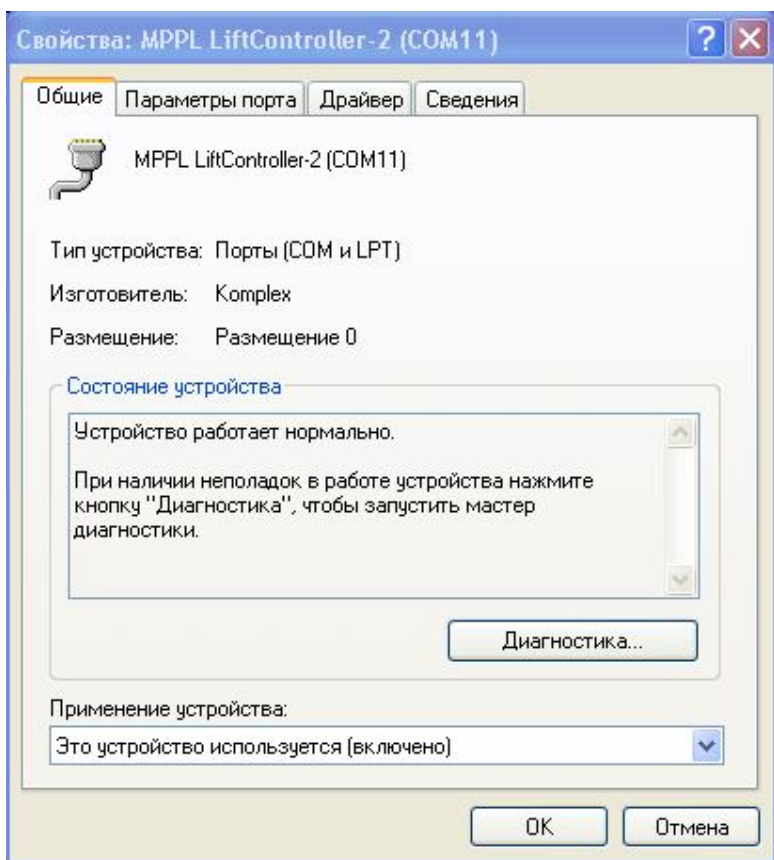 Свойства: MPPL LiftController-2 (COM11)
Общие Параметры порта Драйвер Сведения
MPPL LiftController-2 (COM11)
Тип устройства: Порты (COM и LPT)
Изготовитель: Komplex
Размещение: Размещение 0
Состояние устройства
Устройство работает нормально.
При наличии неполадок в работе устройства нажмите
кнопку "Диагностика", чтобы запустить мастер
диагностики.
Диагностика...
Применение устройства:
Это устройство используется (включено)
OK Отмена